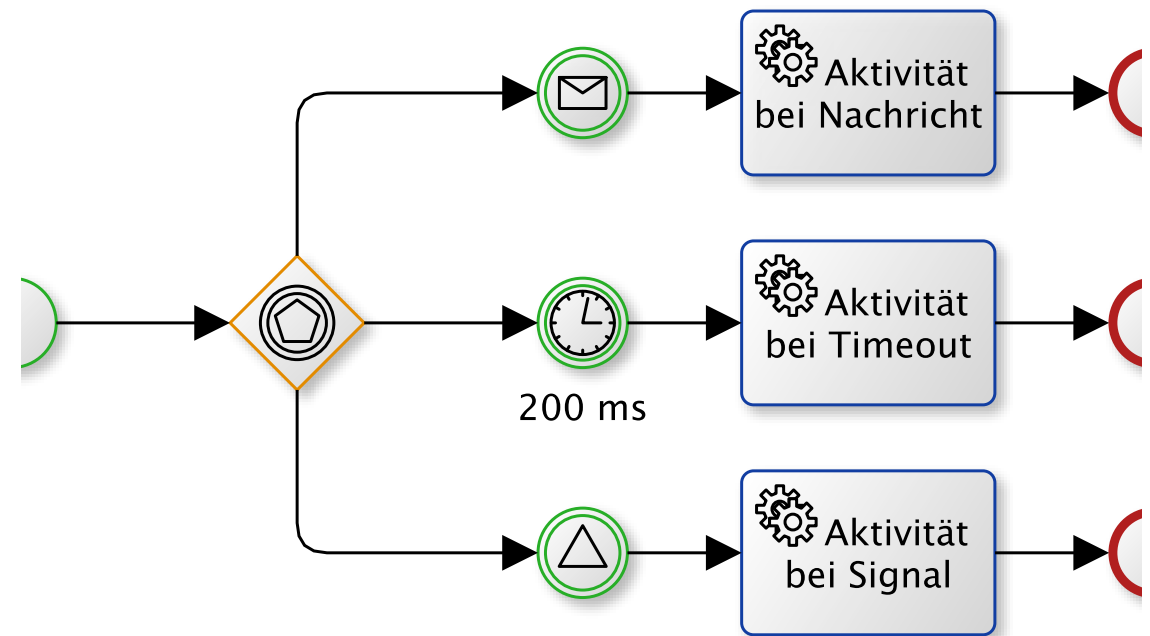 Aktivität
bei Nachricht
Aktivität
bei Timeout
200 ms
Aktivität
bei Signal